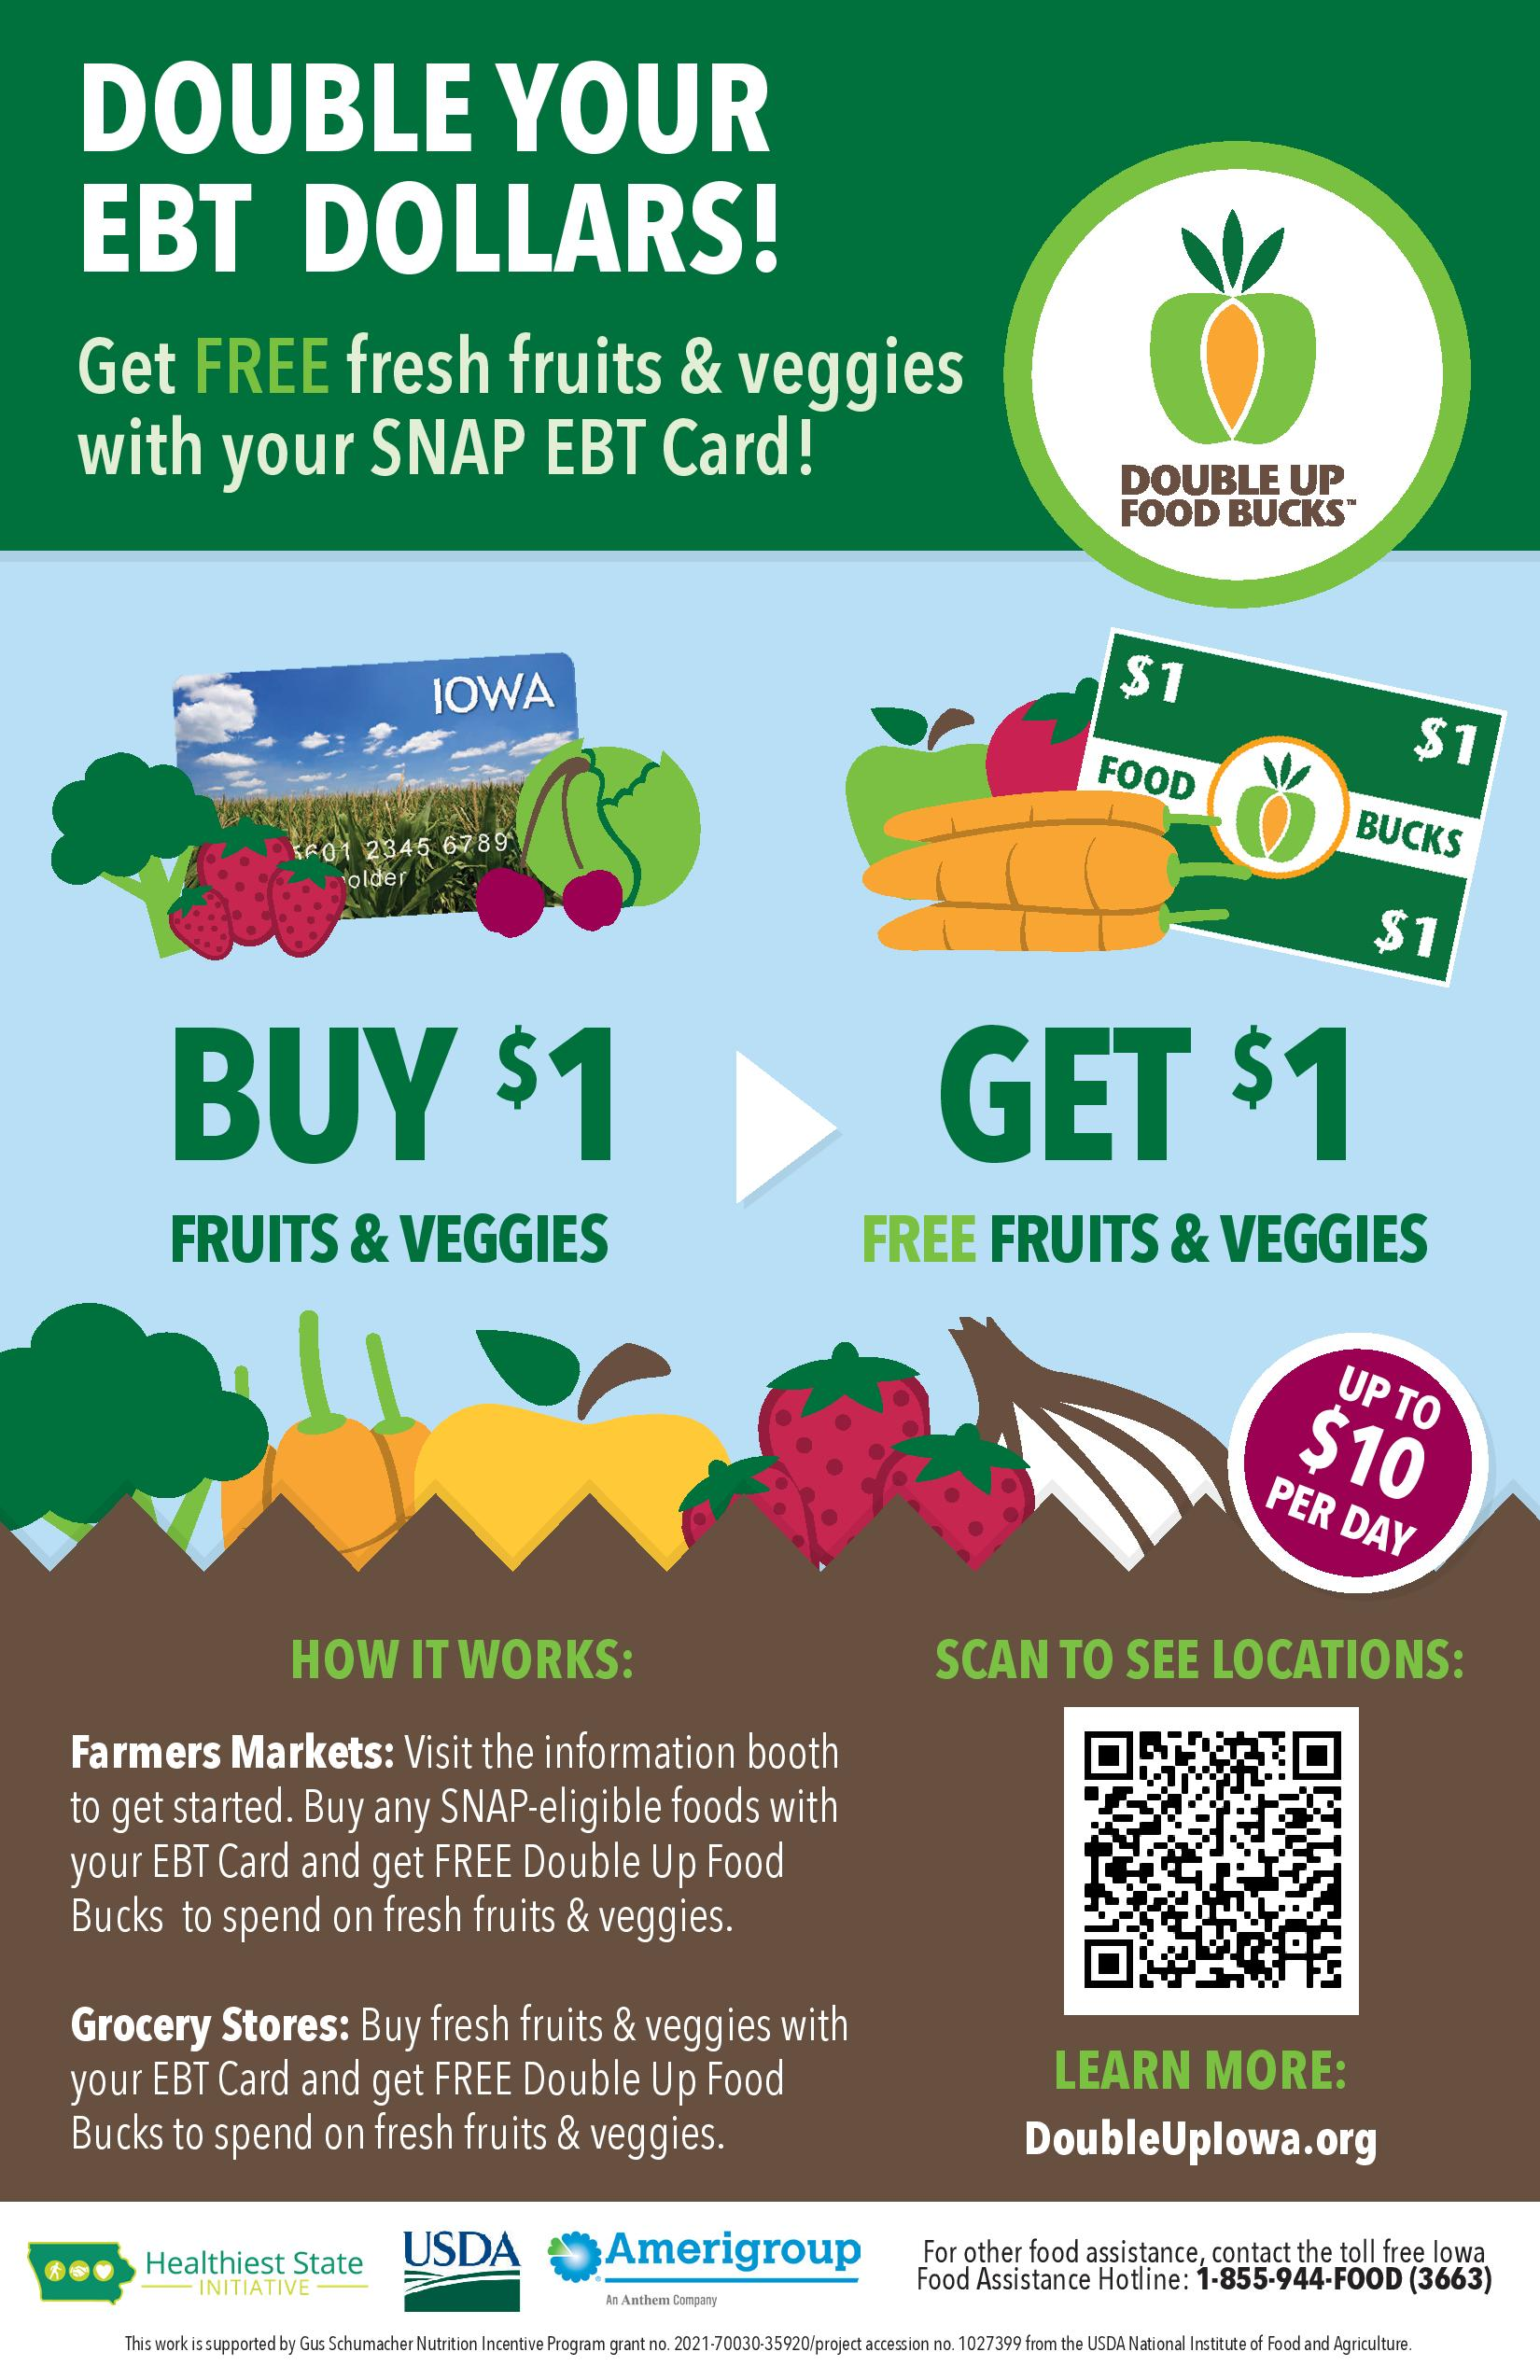 DOUBLE YOUR
EBT DOLLARS!
Get FREE fresh fruits & veggies
with your SNAP EBT Card!
DOUBLE UP
FOOD BUCKS™
IOWA
5601 2345 6789
older
$1
$1
FOOD
BUCKS
$1
BUY $1
FRUITS & VEGGIES
GET $1
FREE FRUITS & VEGGIES
UP TO
$10
PER DAY
HOW IT WORKS:
Farmers Markets: Visit the information booth
to get started. Buy any SNAP-eligible foods with
your EBT Card and get FREE Double Up Food
Bucks to spend on fresh fruits & veggies.
Grocery Stores: Buy fresh fruits & veggies with
your EBT Card and get FREE Double Up Food
Bucks to spend on fresh fruits & veggies.
SCAN TO SEE LOCATIONS:
LEARN MORE:
DoubleUpIowa.org
Healthiest State
INITIATIVE
USDA
Amerigroup
An Anthem Company
For other food assistance, contact the toll free Iowa
Food Assistance Hotline: 1-855-944-FOOD (3663)
This work is supported by Gus Schumacher Nutrition Incentive Program grant no. 2021-70030-35920/project accession no. 1027399 from the USDA National Institute of Food and Agriculture.